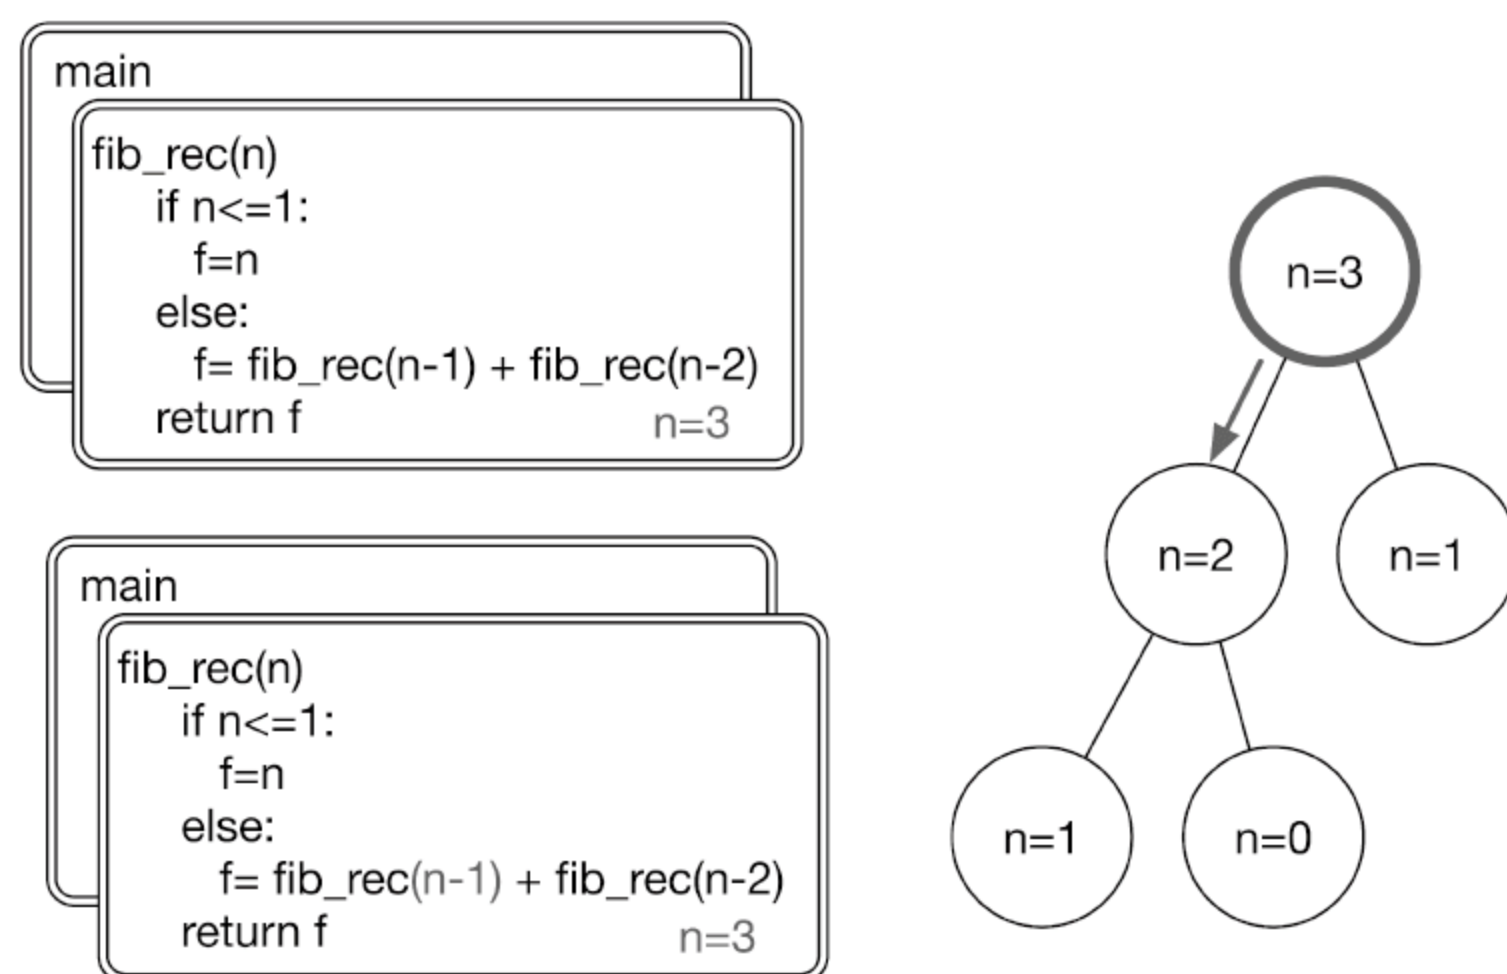 main
fib_rec(n)
if n<=1:
f=n
else:
f= fib_rec(n-1) + fib_rec(n-2)
return f n=3
main
fib_rec(n)
if n<=1:
f=n
else:
f= fib_rec(n-1) + fib_rec(n-2)
return f n=3
n=3
n=2 n=1
n=1 n=0